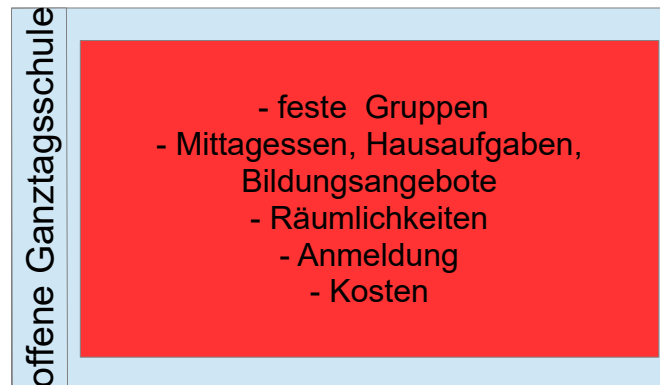 offene Ganztagsschule
- feste Gruppen
- Mittagessen, Hausaufgaben,
Bildungsangebote
- Räumlichkeiten
- Anmeldung
- Kosten